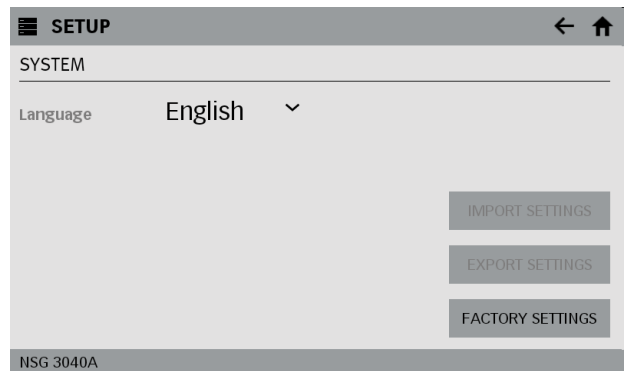 SETUP
SYSTEM
Language English
IMPORT SETTINGS
EXPORT SETTINGS
FACTORY SETTINGS
NSG 3040A